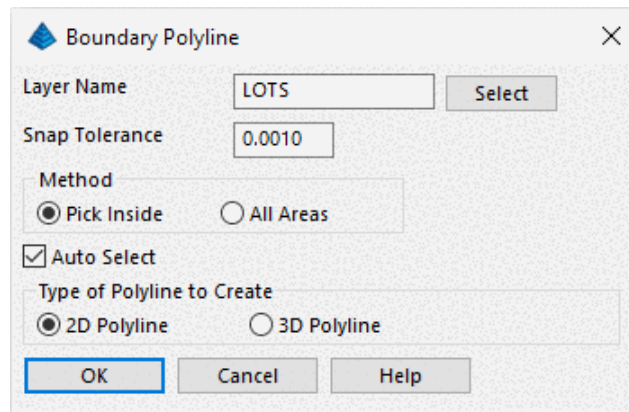 Boundary Polyline
Layer Name LOTS Select
Snap Tolerance 0.0010
Method
Pick Inside All Areas
Auto Select
Type of Polyline to Create
2D Polyline 3D Polyline
OK Cancel Help